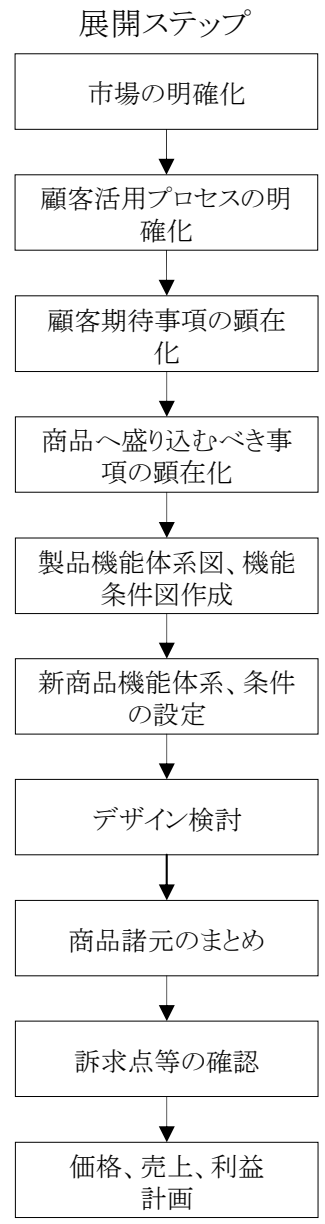 展開ステップ
市場の明確化
顧客活用プロセスの明
確化
顧客期待事項の顕在
化
商品へ盛り込むべき事
項の顕在化
製品機能体系図、機能
条件図作成
新商品機能体系、条件
の設定
デザイン検討
商品諸元のまとめ
訴求点等の確認
価格、売上、利益
計画